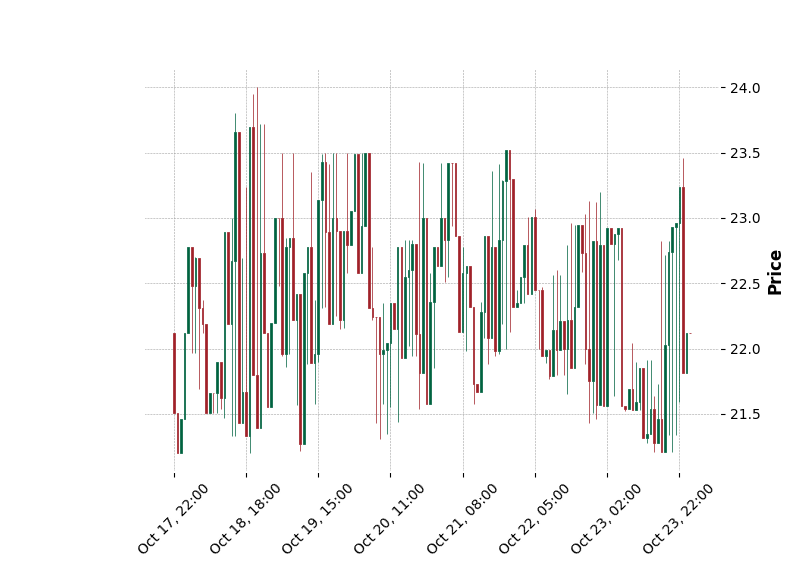 24.0
23.5
23.0
22.5
22.0
21.5
Price
Oct 17, 22:00
Oct 18, 18:00
Oct 19, 15:00
Oct 20, 11:00
Oct 21, 08:00
Oct 22, 05:00
Oct 23, 02:00
Oct 23, 22:00